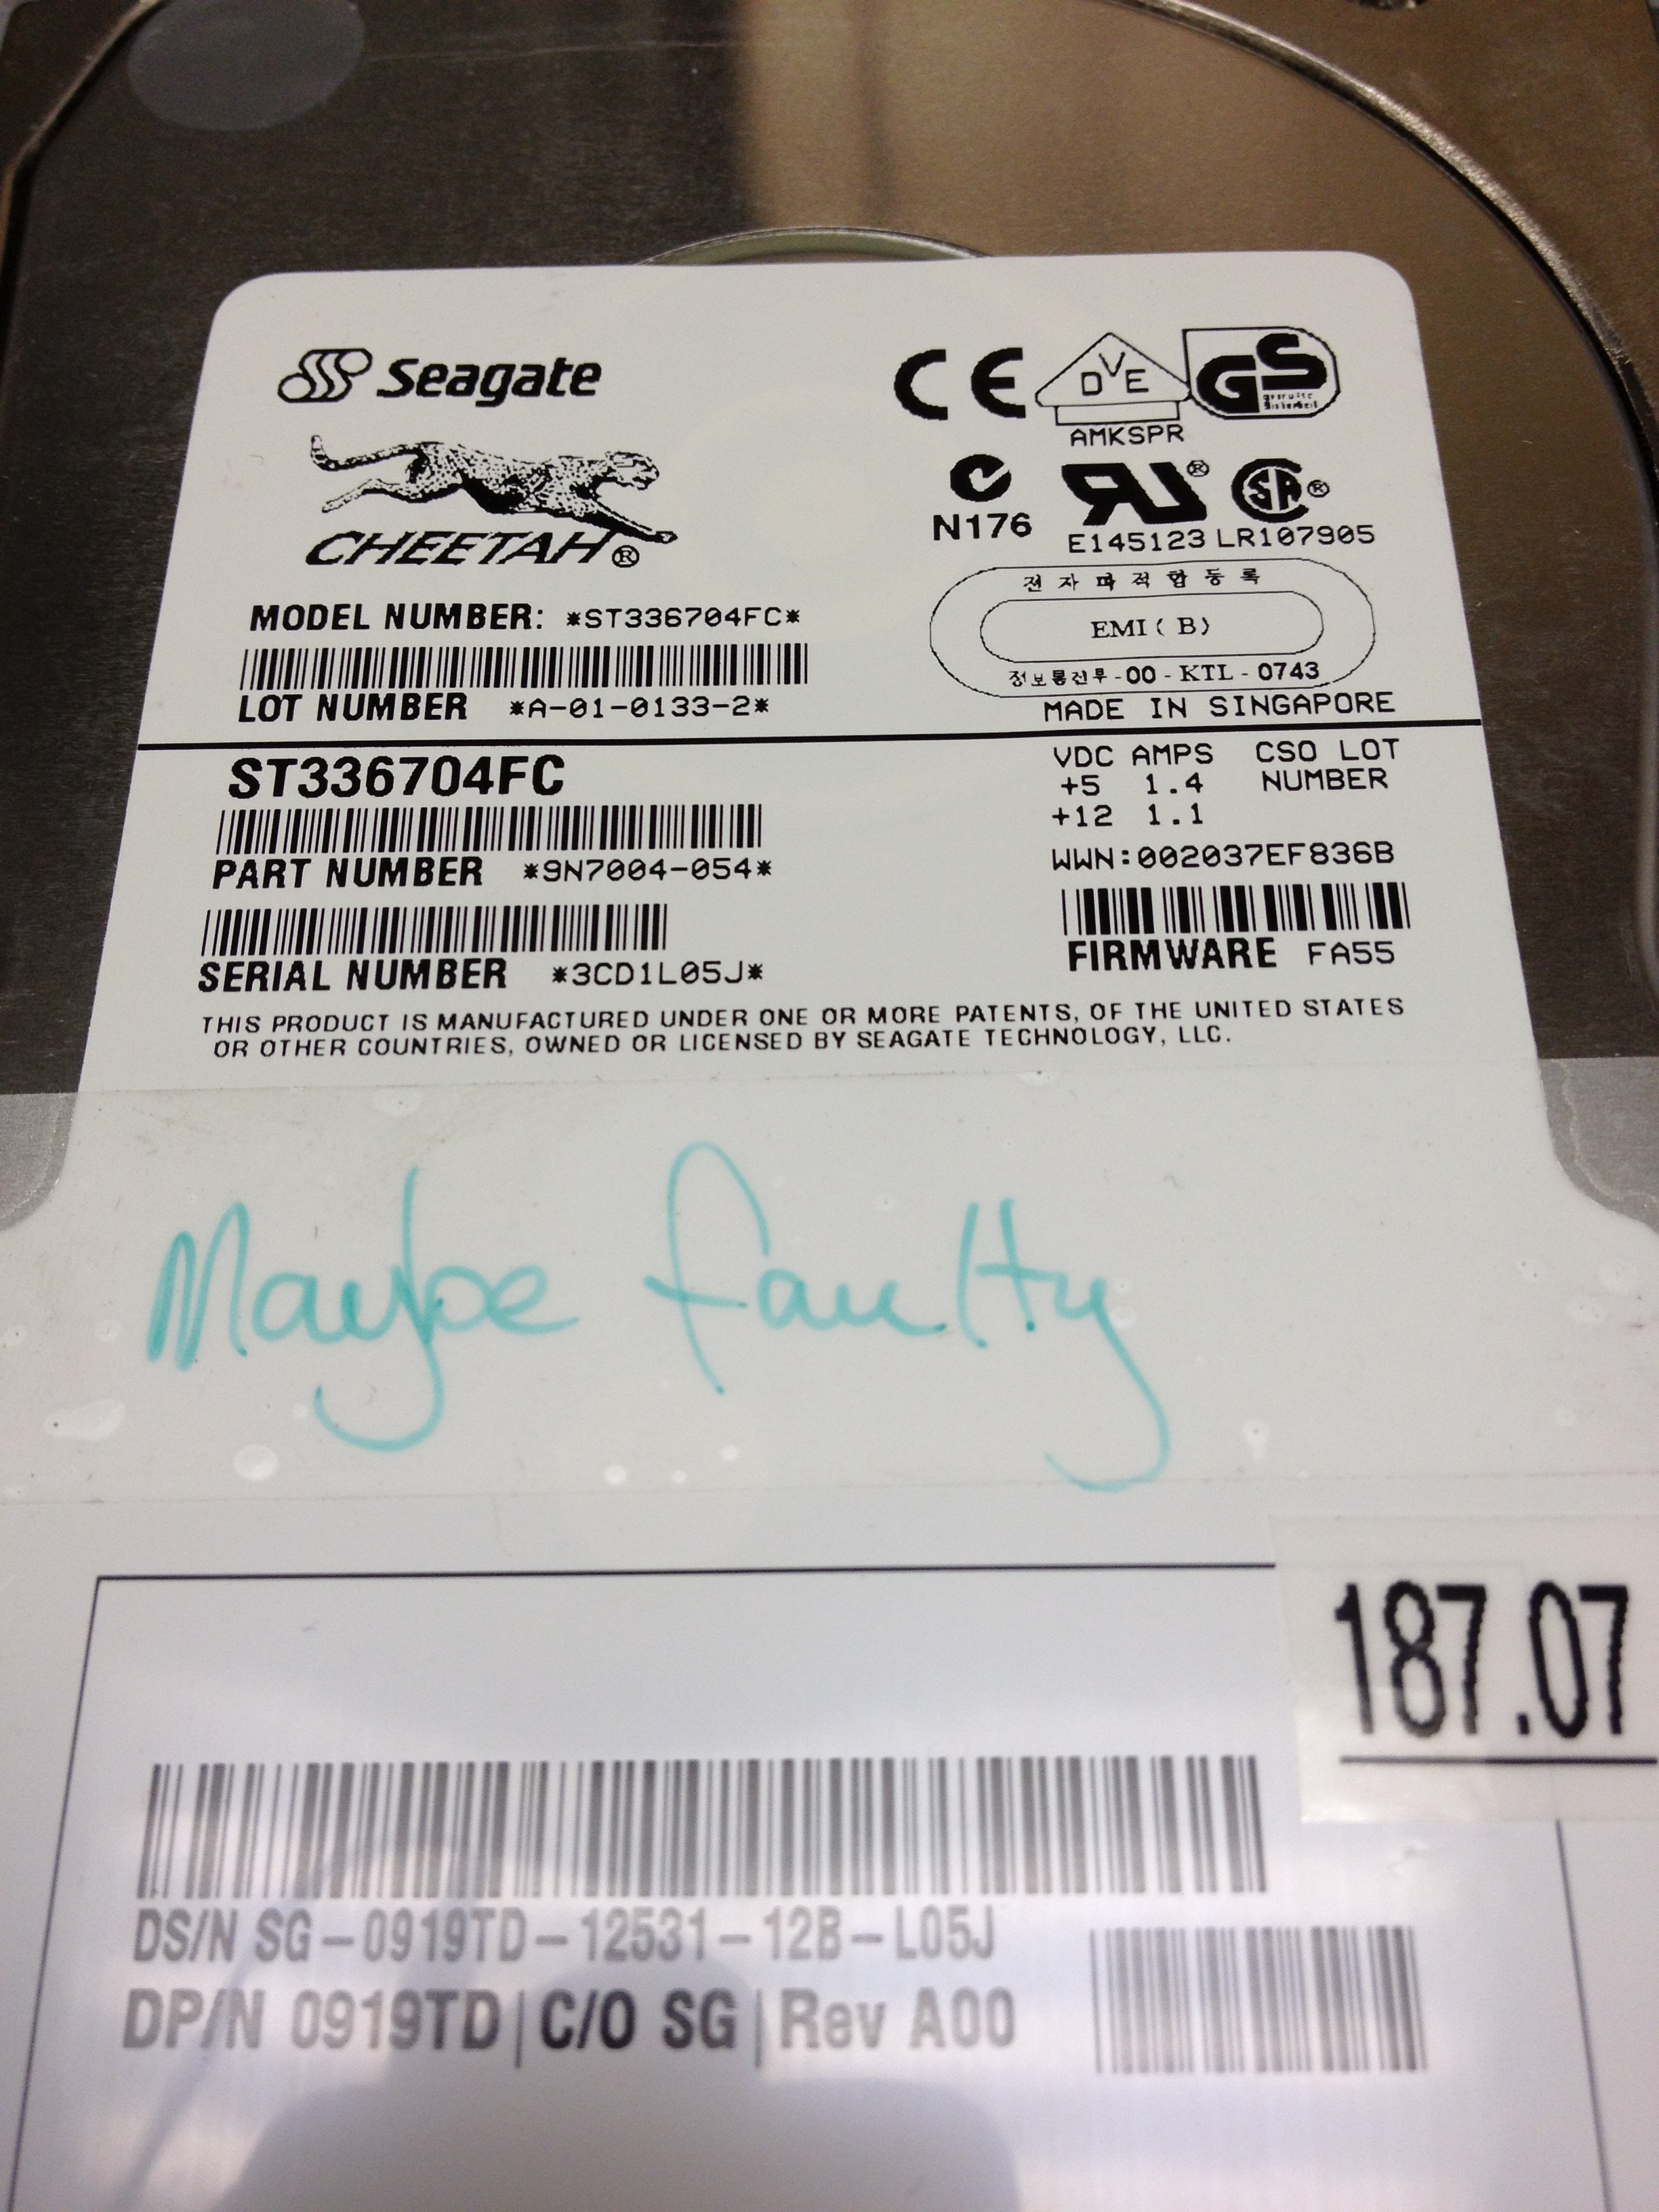 Seagate
CHEETAH®
MODEL NUMBER: *ST336704FC*
LOT NUMBER *A-01-0133-2*
CE
DVE
GS
geprüfte
Sicherheit
AMKSPR
N176
RU® SA®
E145123 LR107905
전자파적합등록
EMI ( B )
정보통신부-00-KTL-0743
MADE IN SINGAPORE
ST336704FC
PART NUMBER *9N7004-054*
SERIAL NUMBER *3CD1L05J*
VDC AMPS CSO LOT
+5 1.4 NUMBER
+12 1.1
WWN:002037EF836B
FIRMWARE FA55
THIS PRODUCT IS MANUFACTURED UNDER ONE OR MORE PATENTS, OF THE UNITED STATES
OR OTHER COUNTRIES, OWNED OR LICENSED BY SEAGATE TECHNOLOGY, LLC.
Maybe faulty
187.07
DS/N SG-0919TD-12531-12B-L05J
DP/N 0919TD | C/O SG | Rev A00